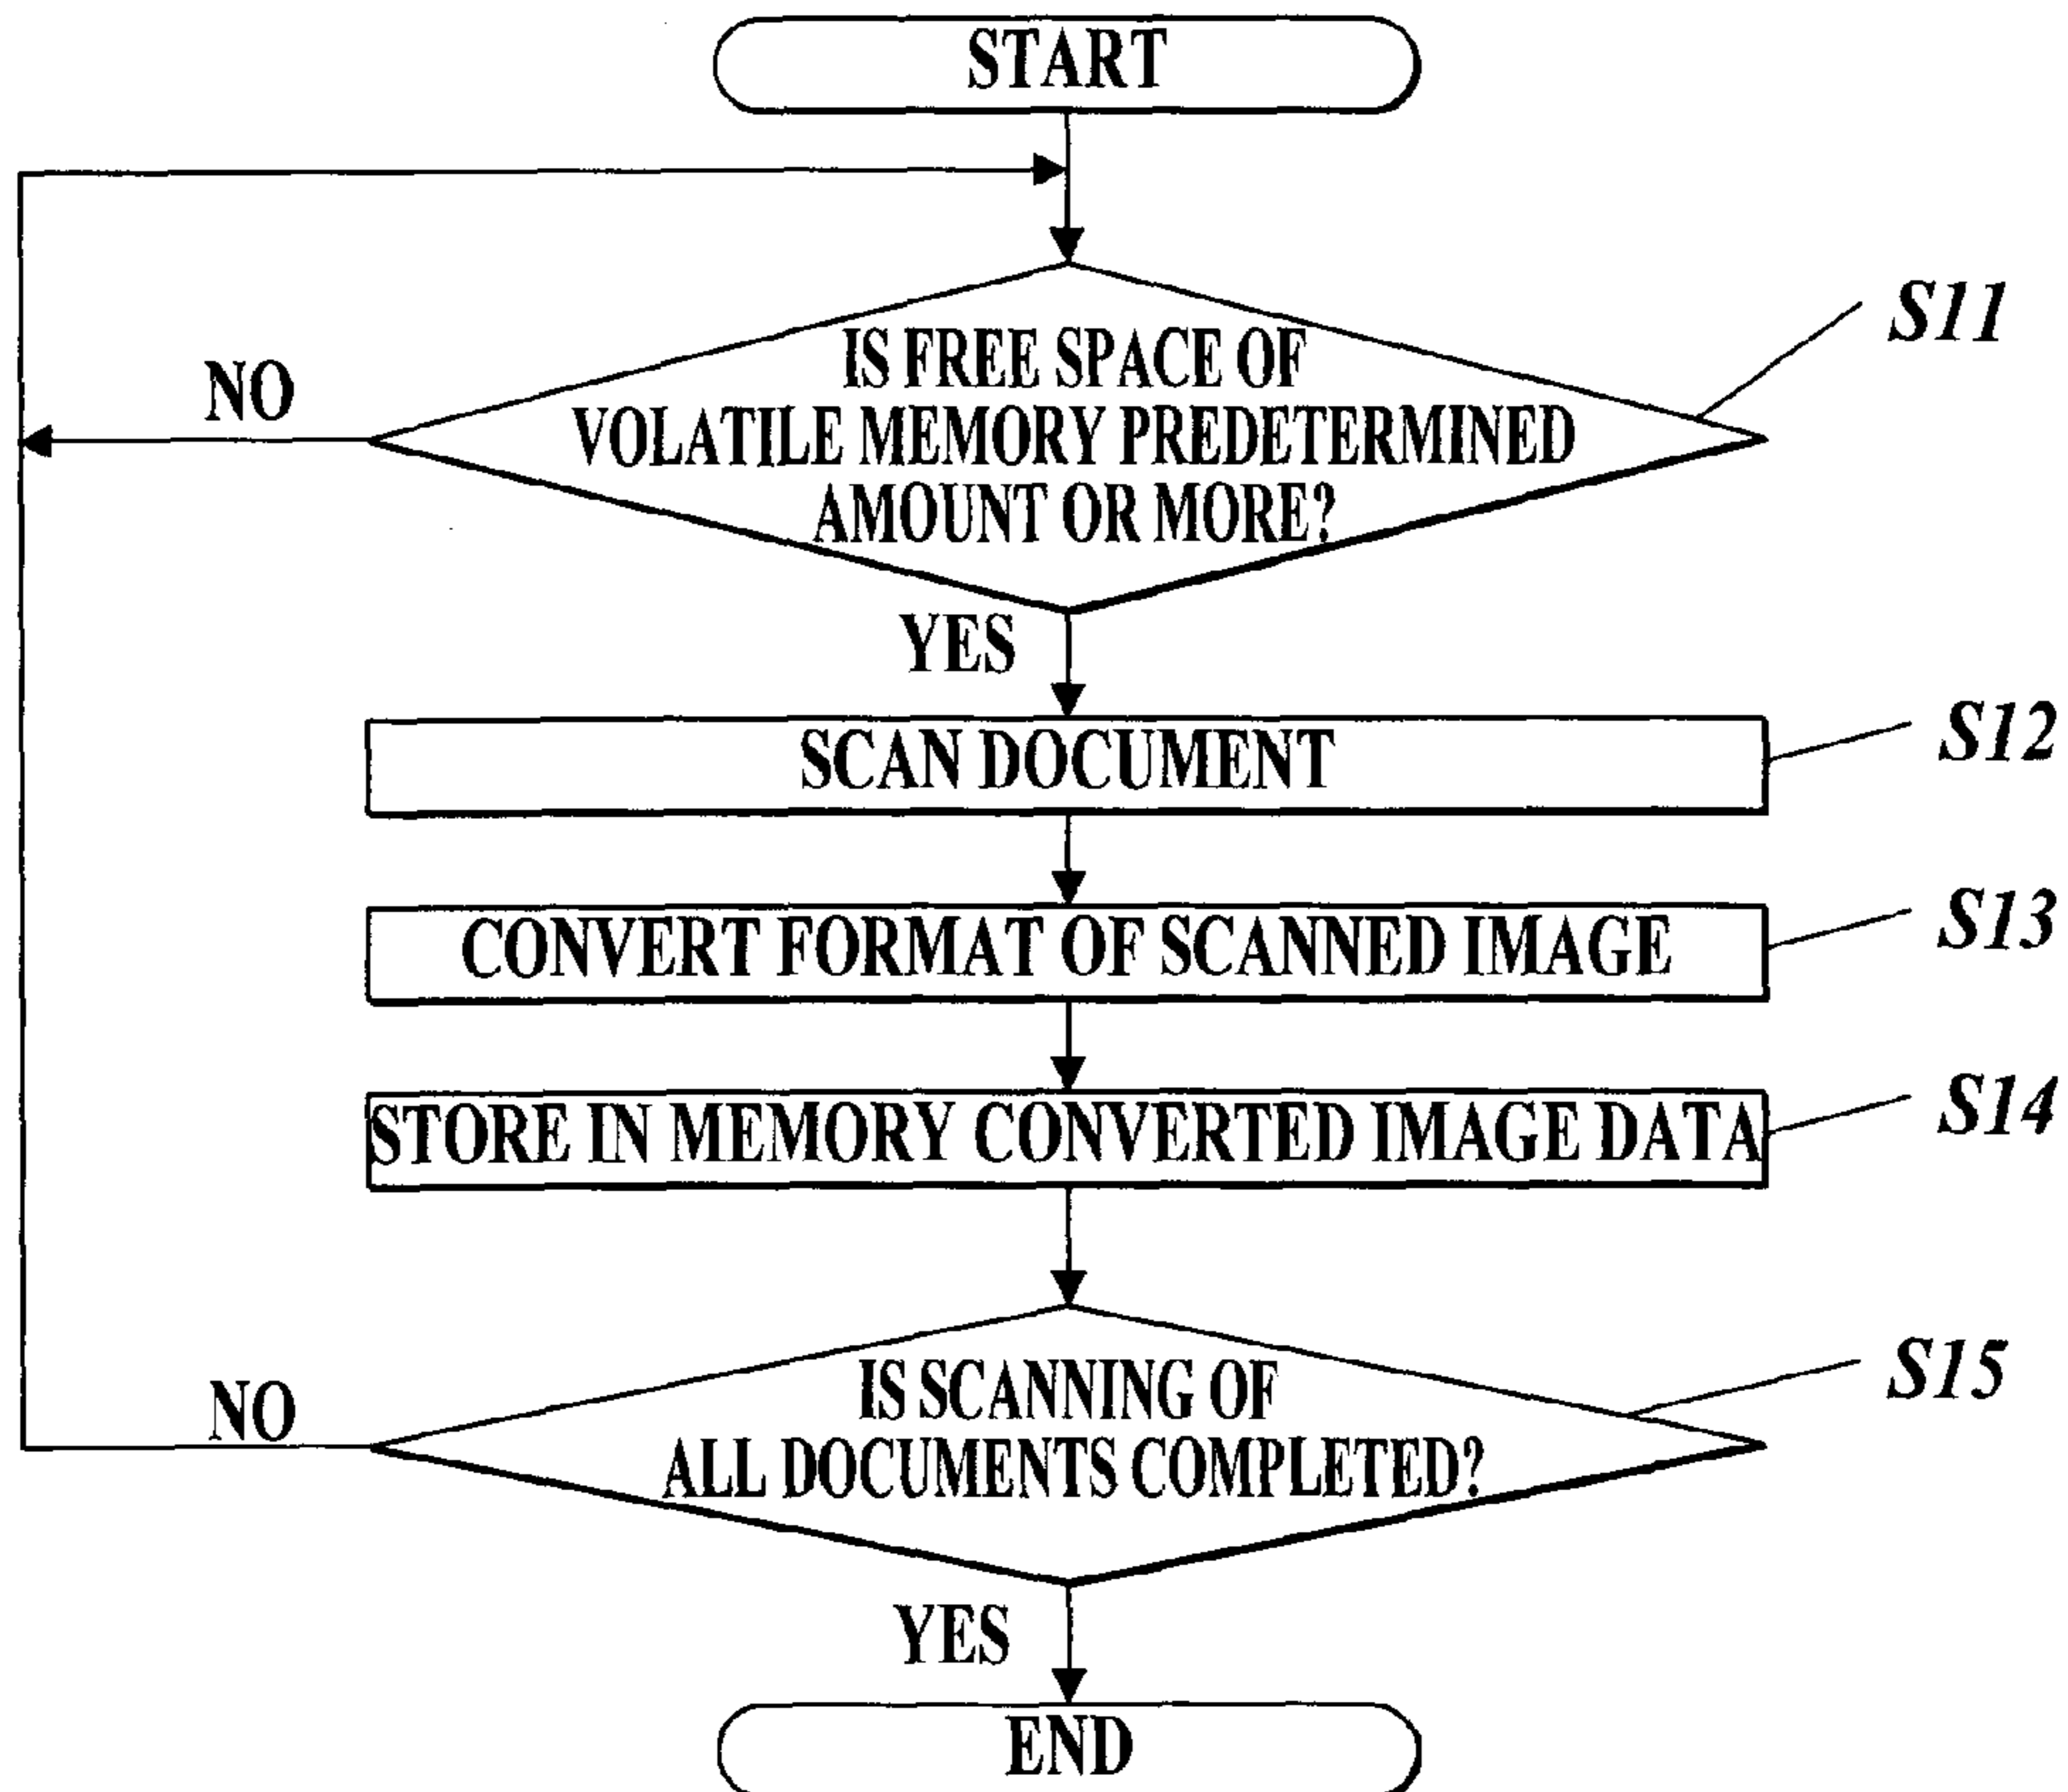 START
IS FREE SPACE OF
VOLATILE MEMORY PREDETERMINED
AMOUNT OR MORE?
S11
NO
YES
SCAN DOCUMENT
S12
CONVERT FORMAT OF SCANNED IMAGE
S13
STORE IN MEMORY CONVERTED IMAGE DATA
S14
IS SCANNING OF
ALL DOCUMENTS COMPLETED?
S15
NO
YES
END